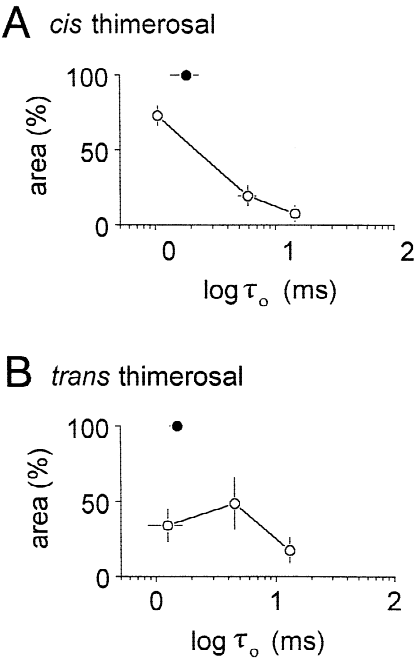 A cis thimerosal
100
50
0
area (%)
0 1 2
log τo (ms)
B trans thimerosal
100
50
0
area (%)
0 1 2
log τo (ms)